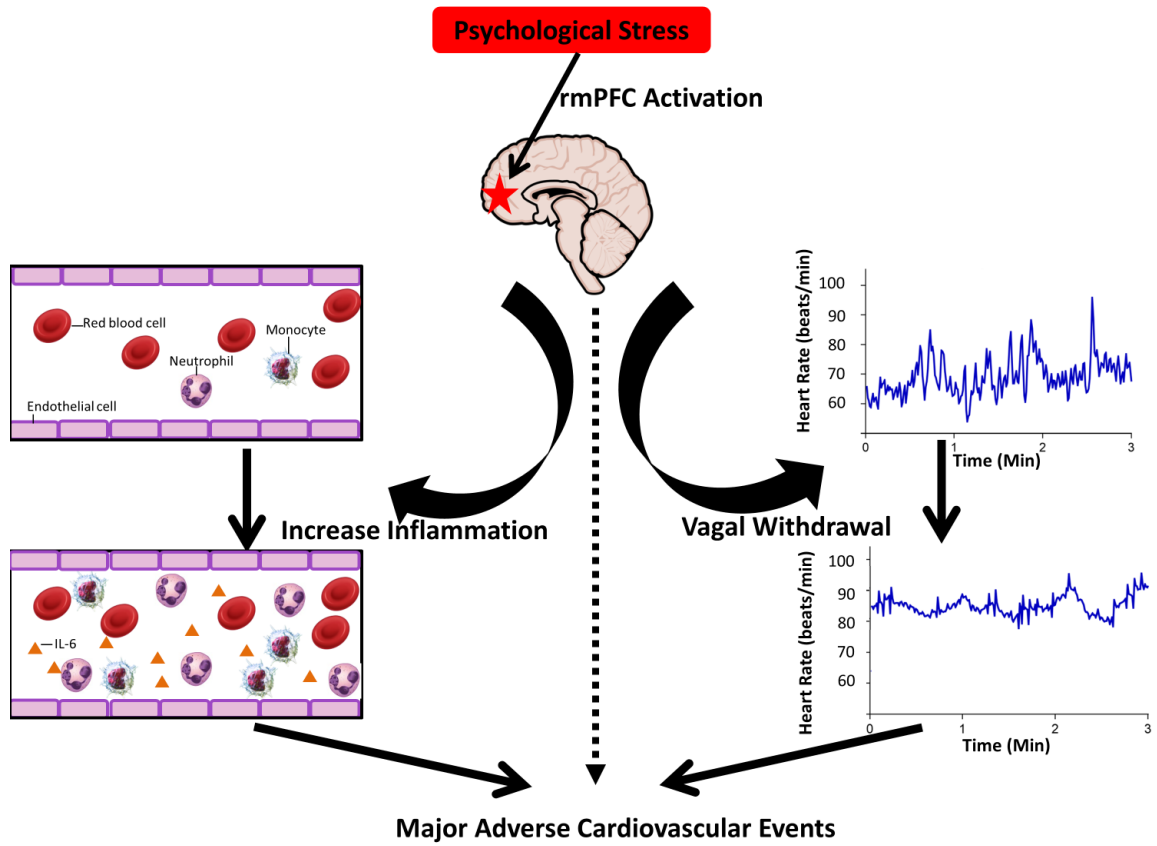 Psychological Stress
rmPFC Activation
Red blood cell
Monocyte
Neutrophil
Endothelial cell
Heart Rate (beats/min)
100
90
80
70
60
0
1
2
3
Time (Min)
Increase Inflammation
Vagal Withdrawal
IL-6
Heart Rate (beats/min)
100
90
80
70
60
0
1
2
3
Time (Min)
Major Adverse Cardiovascular Events